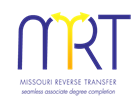 MRT
MISSOURI REVERSE TRANSFER
seamless associate degree completion